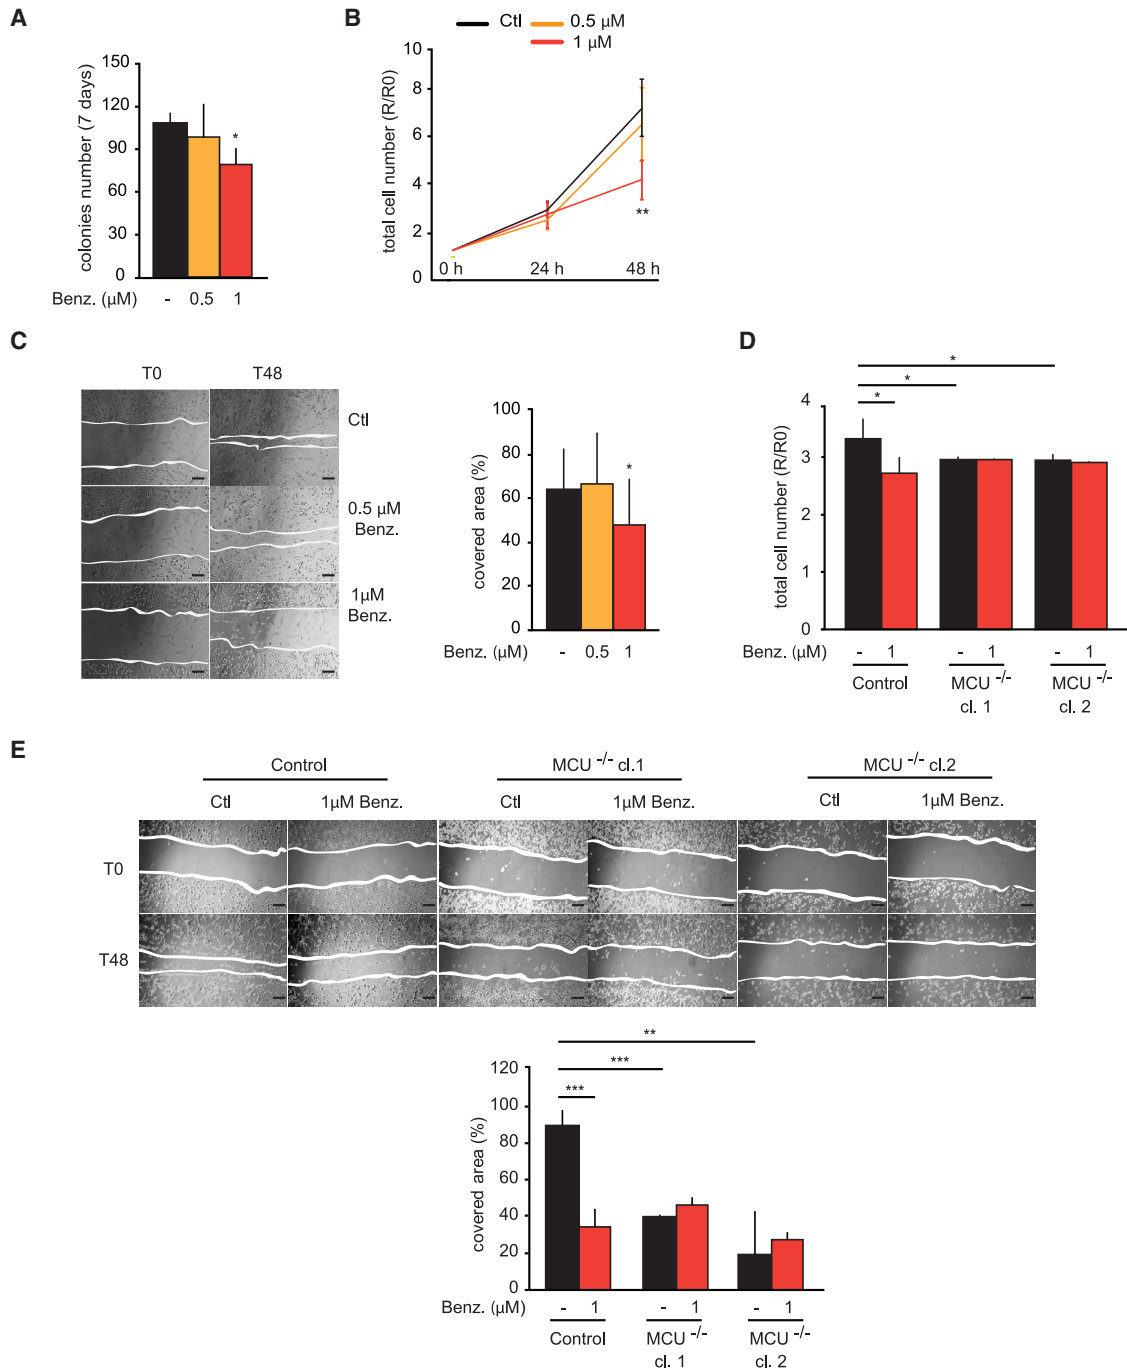 A
colonies number (7 days)
150
120
90
60
30
0
*
Benz. (μM) - 0.5 1
B
Ctl 0.5 μM
1 μM
total cell number (R/R0)
10
8
6
4
2
0
**
0 h 24 h 48 h
C
T0 T48
Ctl
0.5 μM
Benz.
1μM
Benz.
covered area (%)
100
80
60
40
20
0
*
Benz. (μM) - 0.5 1
D
*
*
*
total cell number (R/R0)
4
3
2
1
0
Benz. (μM) - 1 - 1 - 1
Control MCU -/- MCU -/-
cl. 1 cl. 2
E
Control MCU -/- cl.1 MCU -/- cl.2
Ctl 1μM Benz. Ctl 1μM Benz. Ctl 1μM Benz.
T0
T48
**
***
***
covered area (%)
120
100
80
60
40
20
0
Benz. (μM) - 1 - 1 - 1
Control MCU -/- MCU -/-
cl. 1 cl. 2